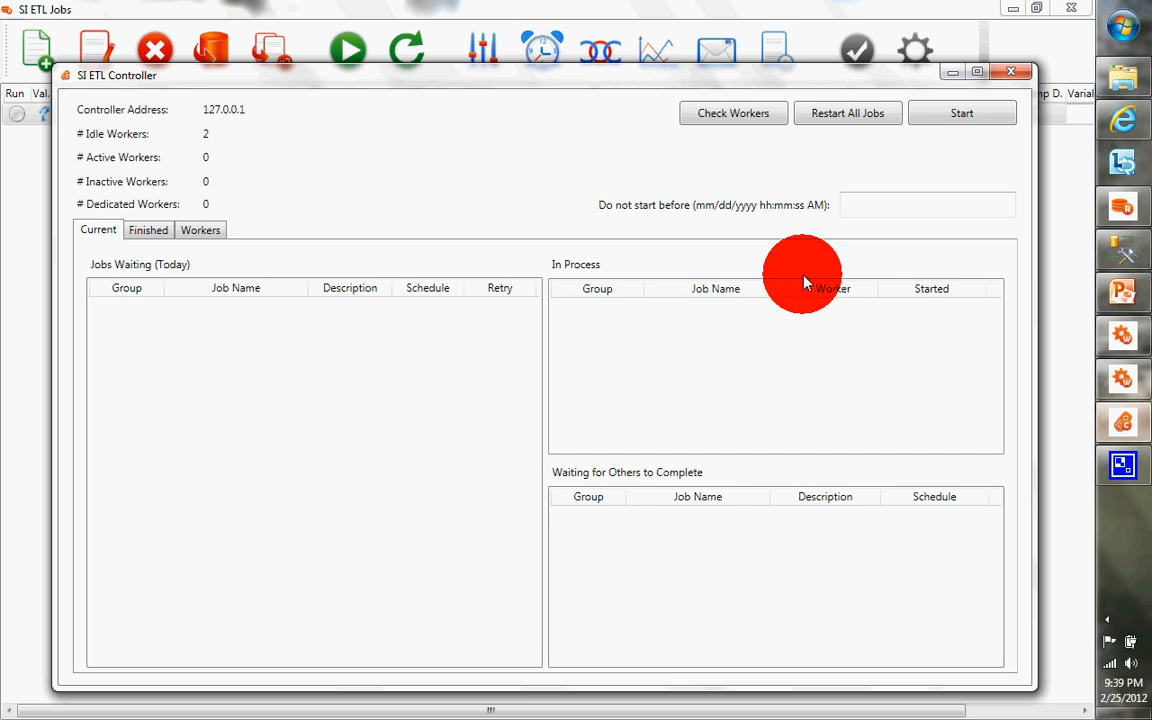 SI ETL Jobs
SI ETL Controller
Run Val. mp D. Varial
Controller Address: 127.0.0.1
Check Workers Restart All Jobs Start
# Idle Workers: 2
# Active Workers: 0
# Inactive Workers: 0
# Dedicated Workers: 0
Do not start before (mm/dd/yyyy hh:mm:ss AM):
Current Finished Workers
Jobs Waiting (Today)
Group Job Name Description Schedule Retry
In Process
Group Job Name Worker Started
Waiting for Others to Complete
Group Job Name Description Schedule
9:39 PM
2/25/2012